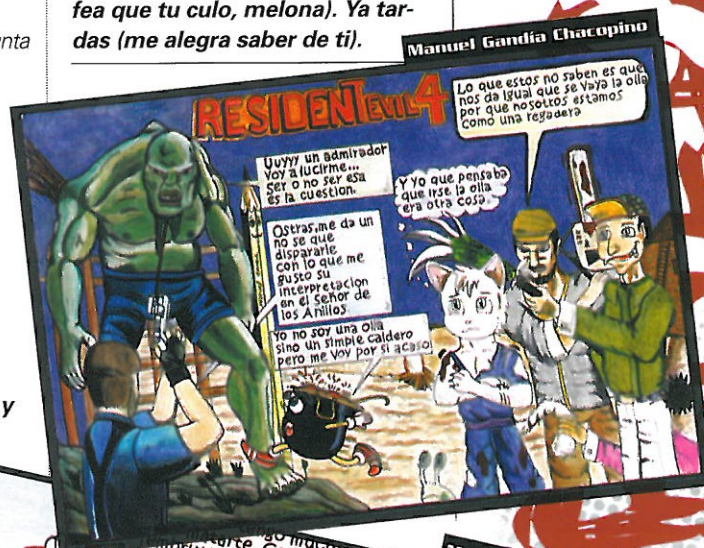 fea que tu culo, melona). Ya tar-
das (me alegra saber de ti).
Manuel Gandía Chacopino
RESIDENT EVIL 4
Lo que estos no saben es que
nos da igual que se vaya la olla
por que nosotros estamos
como una regadera
Uuyyy un admirador
voy a lucirme...
Ser o no ser esa
es la cuestion.
Y yo que pensaba
que irse la olla
era otra cosa
Ostras, me da un
no se que
dispararle
con lo que me
gusto su
interpretacion
en el Señor de
los Anillos
Yo no soy una olla
sino un simple caldero
pero me voy por si acaso!
y